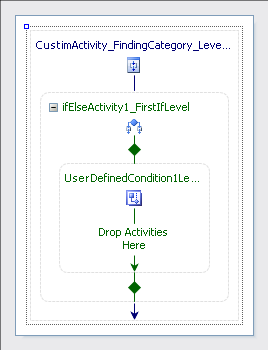 CustimActivity_FindingCategory_Leve...
ifElseActivity1_FirstIfLevel
UserDefinedCondition1Le...
Drop Activities
Here